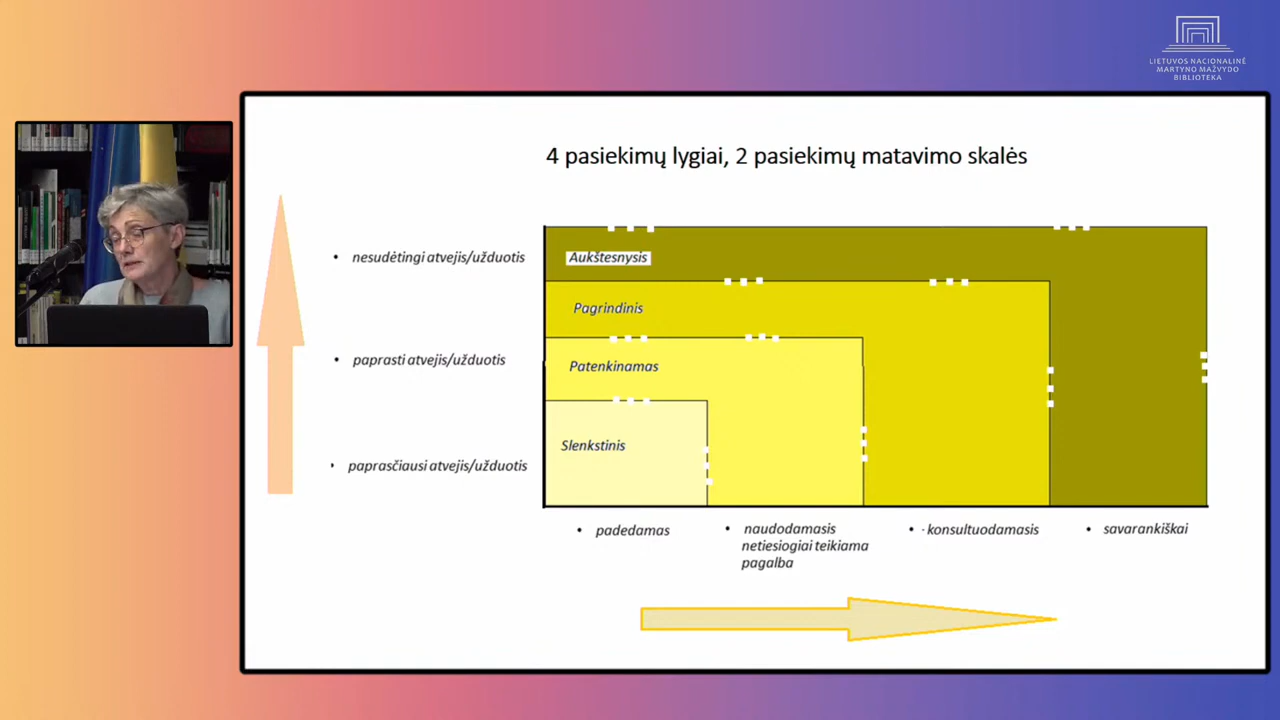 LIETUVOS NACIONALINĖ
MARTYNO MAŽVYDO
BIBLIOTEKA
4 pasiekimų lygiai, 2 pasiekimų matavimo skalės
• nesudėtingi atvejis/užduotis
Aukštesnysis
Pagrindinis
• paprasti atvejis/užduotis
Patenkinamas
Slenkstinis
• paprasčiausi atvejis/užduotis
• padedamas
• naudodamasis
netiesiogiai teikiama
pagalba
• · konsultuodamasis
• savarankiškai